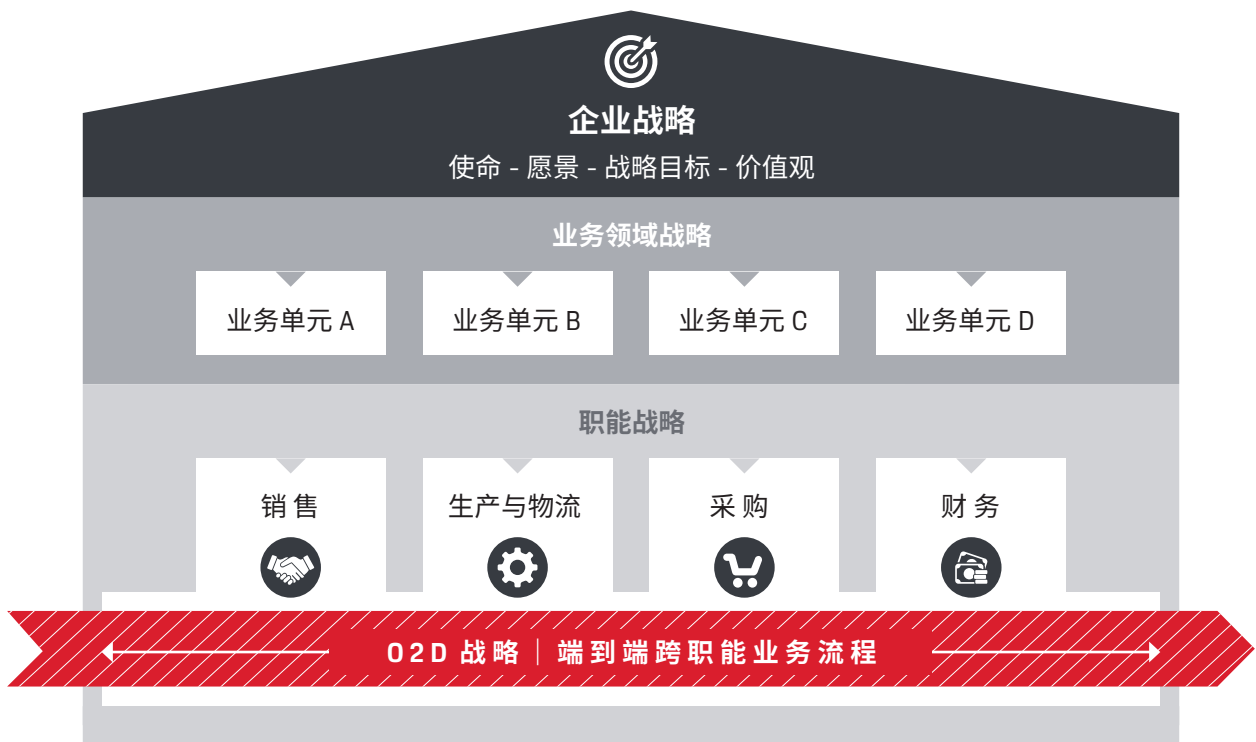 企业战略
使命 - 愿景 - 战略目标 - 价值观
业务领域战略
业务单元 A
业务单元 B
业务单元 C
业务单元 D
职能战略
销售
生产与物流
采购
财务
O2D 战略｜端到端跨职能业务流程